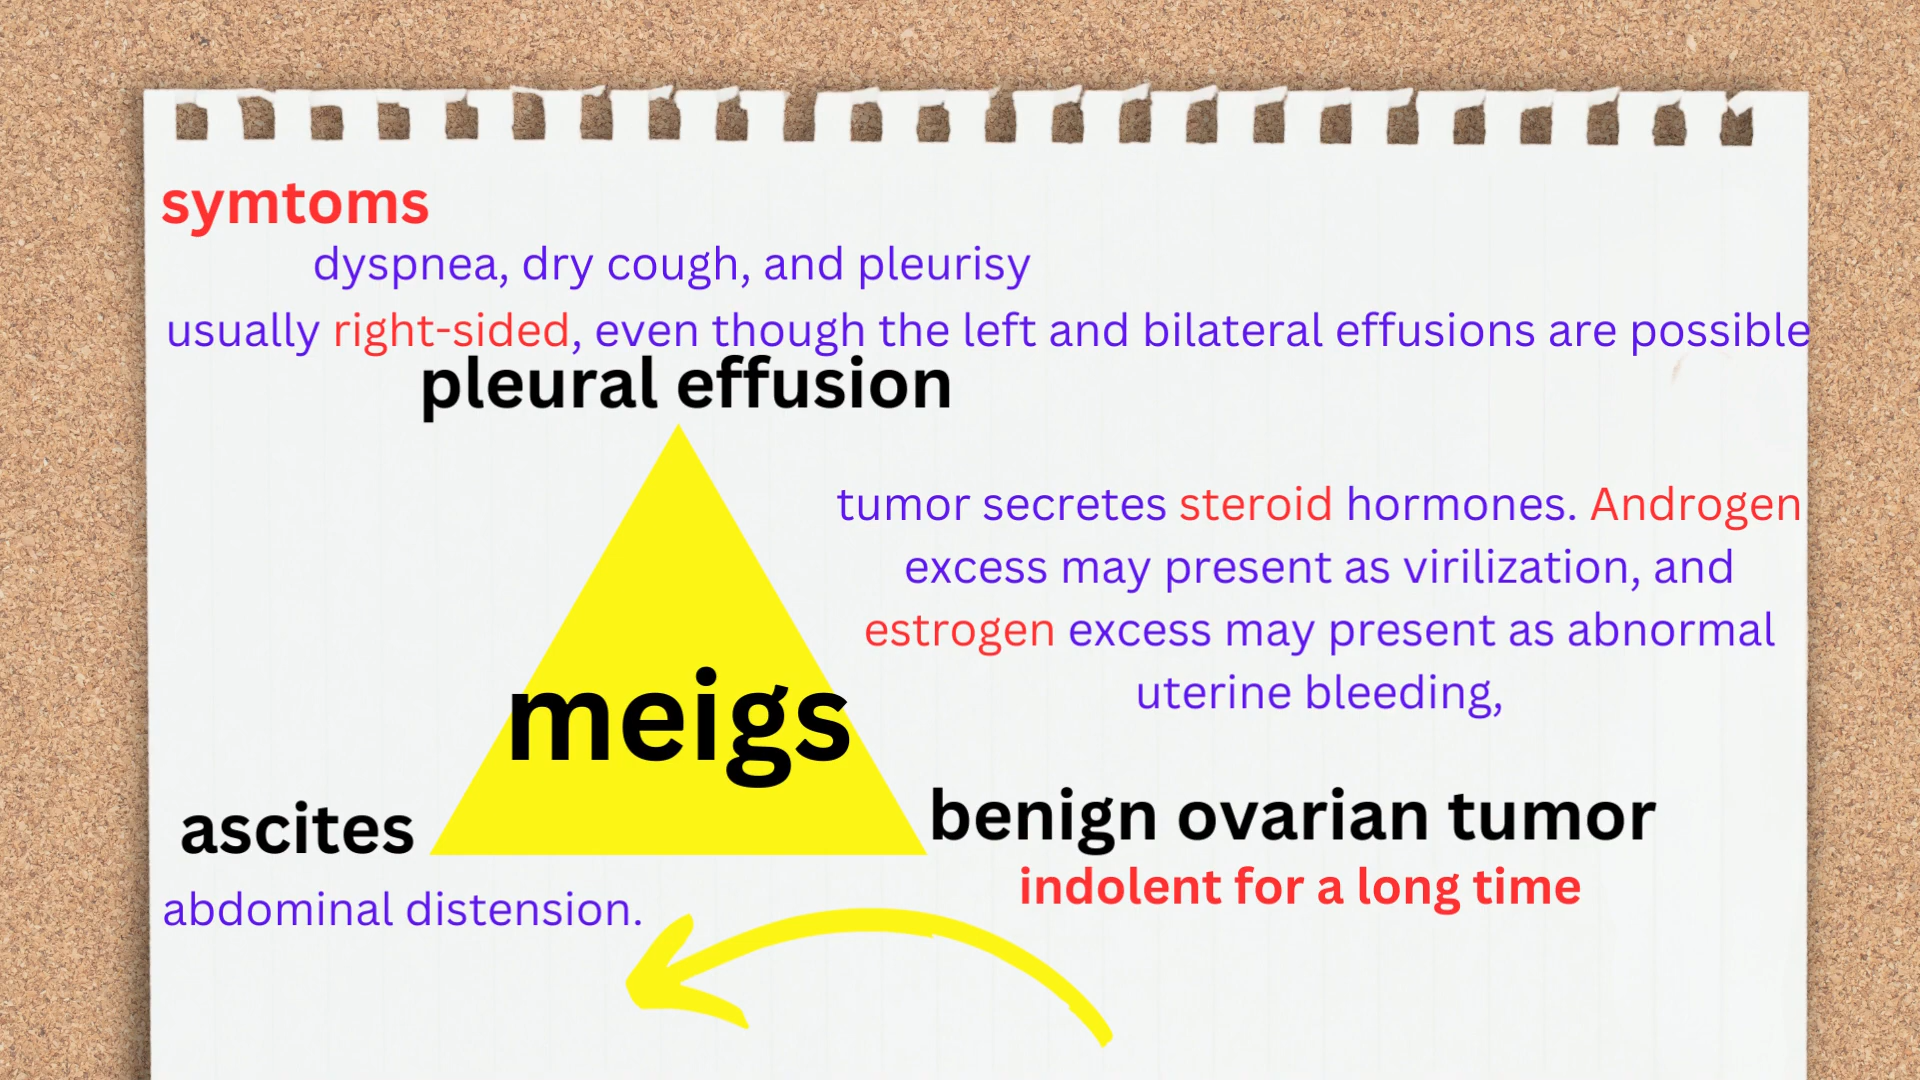 symtoms
dyspnea, dry cough, and pleurisy
usually right-sided, even though the left and bilateral effusions are possible
pleural effusion
tumor secretes steroid hormones. Androgen
excess may present as virilization, and
estrogen excess may present as abnormal
uterine bleeding,
meigs
ascites
benign ovarian tumor
indolent for a long time
abdominal distension.